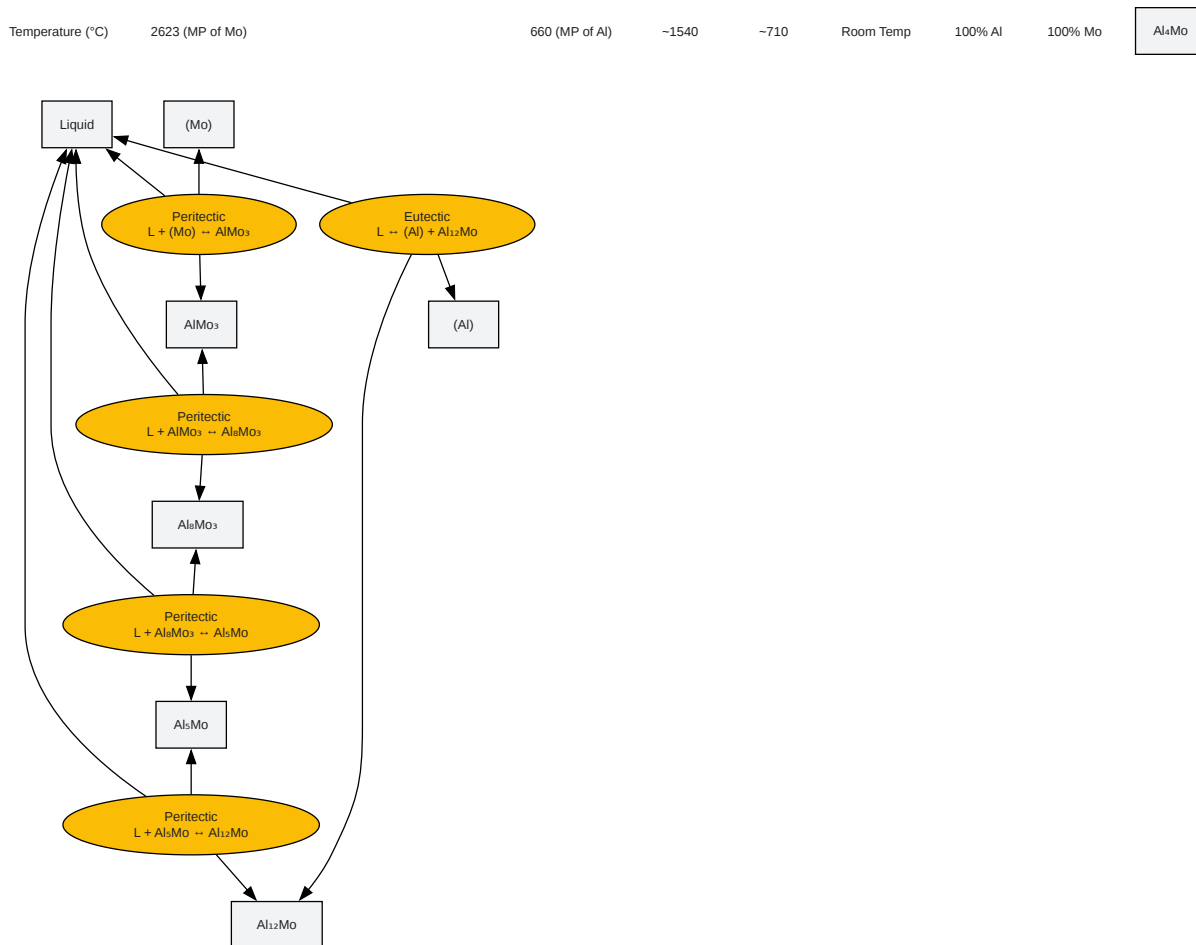 Temperature (°C)
2623 (MP of Mo)
660 (MP of Al)
~1540
~710
Room Temp
100% Al
100% Mo
Al₄Mo
Liquid
(Mo)
Peritectic
L + (Mo) ↔ AlMo₃
Eutectic
L ↔ (Al) + Al₁₂Mo
AlMo₃
(Al)
Peritectic
L + AlMo₃ ↔ Al₈Mo₃
Al₈Mo₃
Peritectic
L + Al₈Mo₃ ↔ Al₅Mo
Al₅Mo
Peritectic
L + Al₅Mo ↔ Al₁₂Mo
Al₁₂Mo